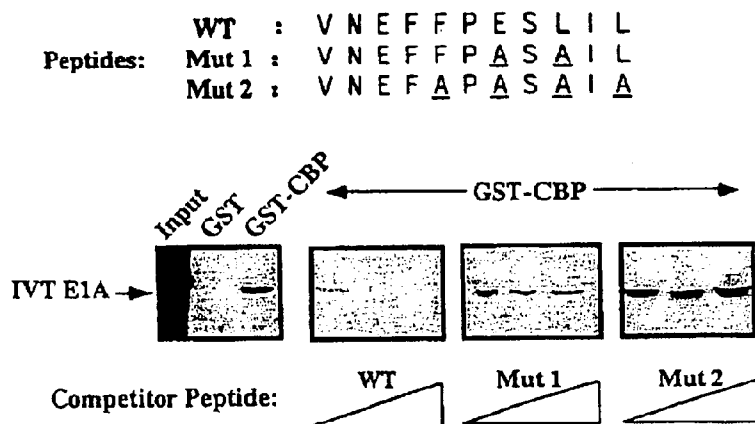 WT : V N E F F P E S L I L
Peptides: Mut 1 : V N E F F P A S A I L
Mut 2 : V N E F A P A S A I A
Input GST GST-CBP GST-CBP
IVT E1A
WT Mut 1 Mut 2
Competitor Peptide: